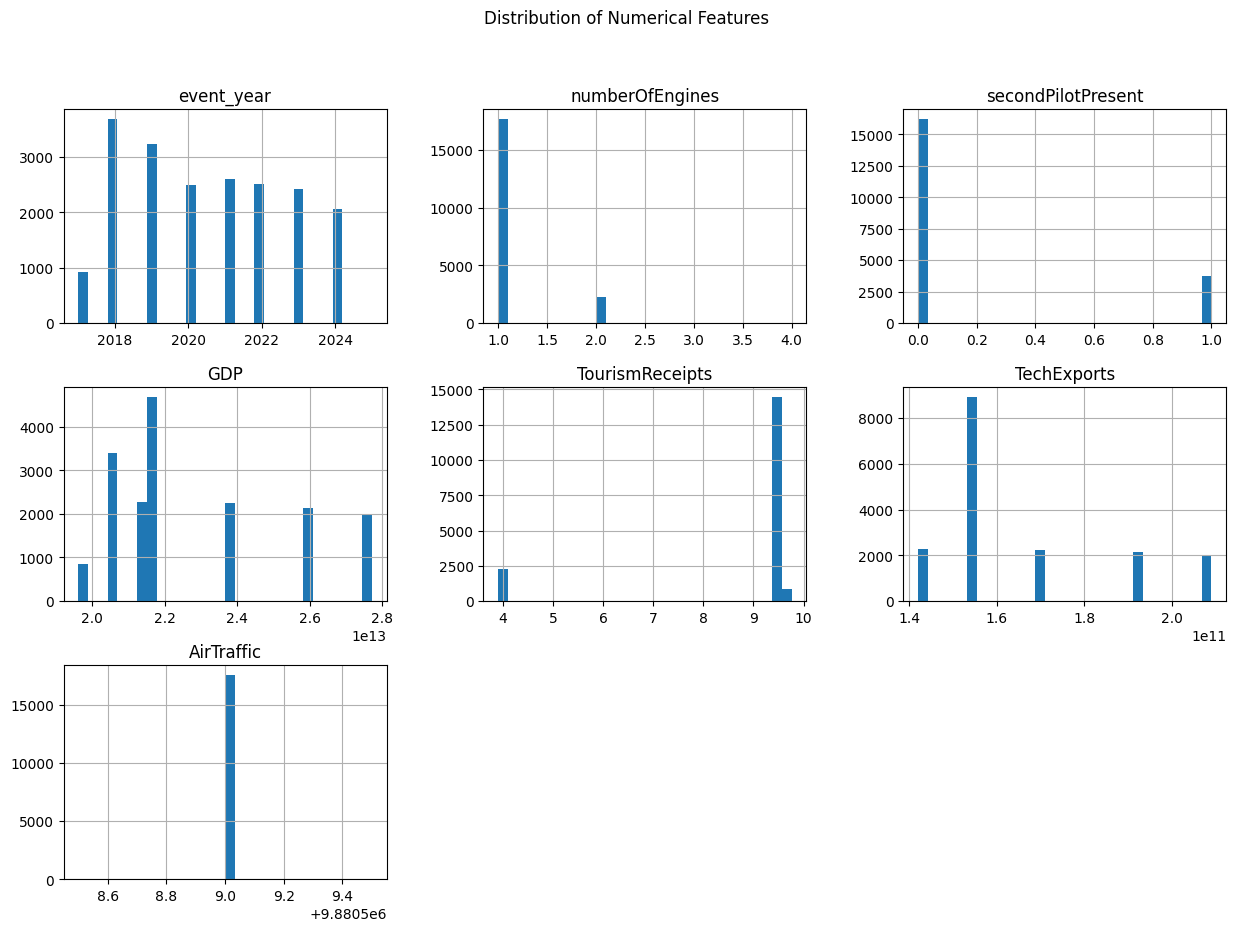 Distribution of Numerical Features
event_year
numberOfEngines
secondPilotPresent
3000
2000
1000
0
2018 2020 2022 2024
15000
10000
5000
0
1.0 1.5 2.0 2.5 3.0 3.5 4.0
15000
12500
10000
7500
5000
2500
0
0.0 0.2 0.4 0.6 0.8 1.0
GDP
TourismReceipts
TechExports
4000
3000
2000
1000
0
2.0 2.2 2.4 2.6 2.8
1e13
15000
12500
10000
7500
5000
2500
0
4 5 6 7 8 9 10
8000
6000
4000
2000
0
1.4 1.6 1.8 2.0
1e11
AirTraffic
15000
10000
5000
0
8.6 8.8 9.0 9.2 9.4
+9.8805e6